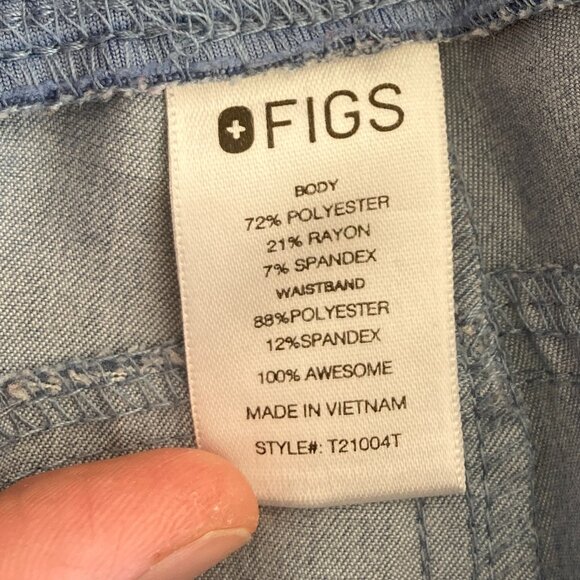 FIGS
BODY
72% POLYESTER
21% RAYON
7% SPANDEX
WAISTBAND
88%POLYESTER
12%SPANDEX
100% AWESOME
MADE IN VIETNAM
STYLE#: T21004T